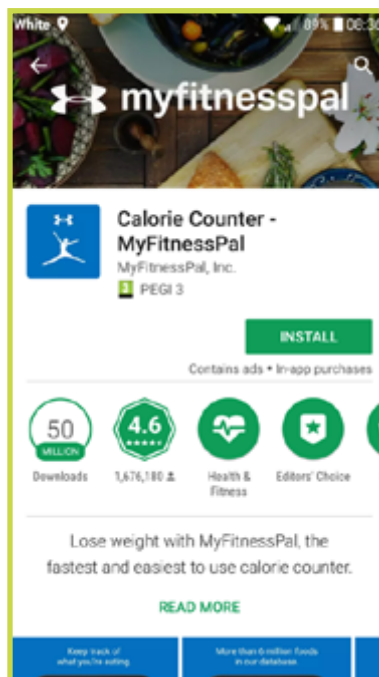 White
89% 08:36
myfitnesspal
Calorie Counter -
MyFitnessPal
MyFitnessPal, Inc.
3 PEGI 3
INSTALL
Contains ads • In-app purchases
50
MILLION
Downloads
4.6
1,676,180
Health &
Fitness
Editors' Choice
Lose weight with MyFitnessPal, the
fastest and easiest to use calorie counter.
READ MORE
Keep track of
what you're eating
More than 6 million foods
in our database